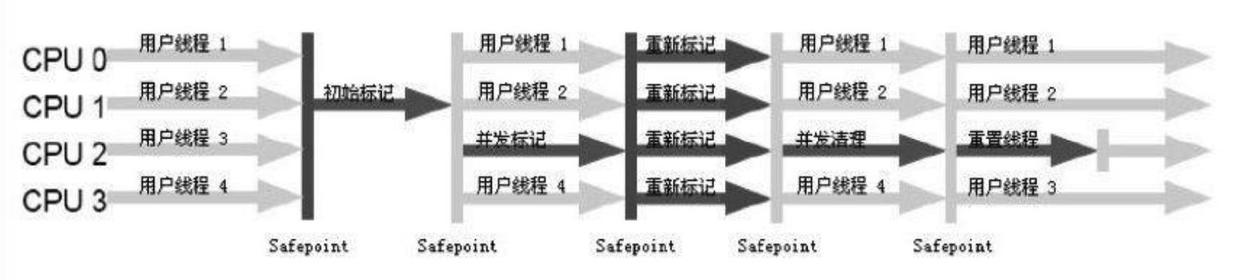 CPU 0 用户线程 1 用户线程 1 重新标记 用户线程 1 用户线程 1
CPU 1 用户线程 2 初始标记 用户线程 2 重新标记 用户线程 2 用户线程 2
CPU 2 用户线程 3 并发标记 重新标记 并发清理 重置线程
CPU 3 用户线程 4 用户线程 4 重新标记 用户线程 4 用户线程 3
Safepoint Safepoint Safepoint Safepoint Safepoint